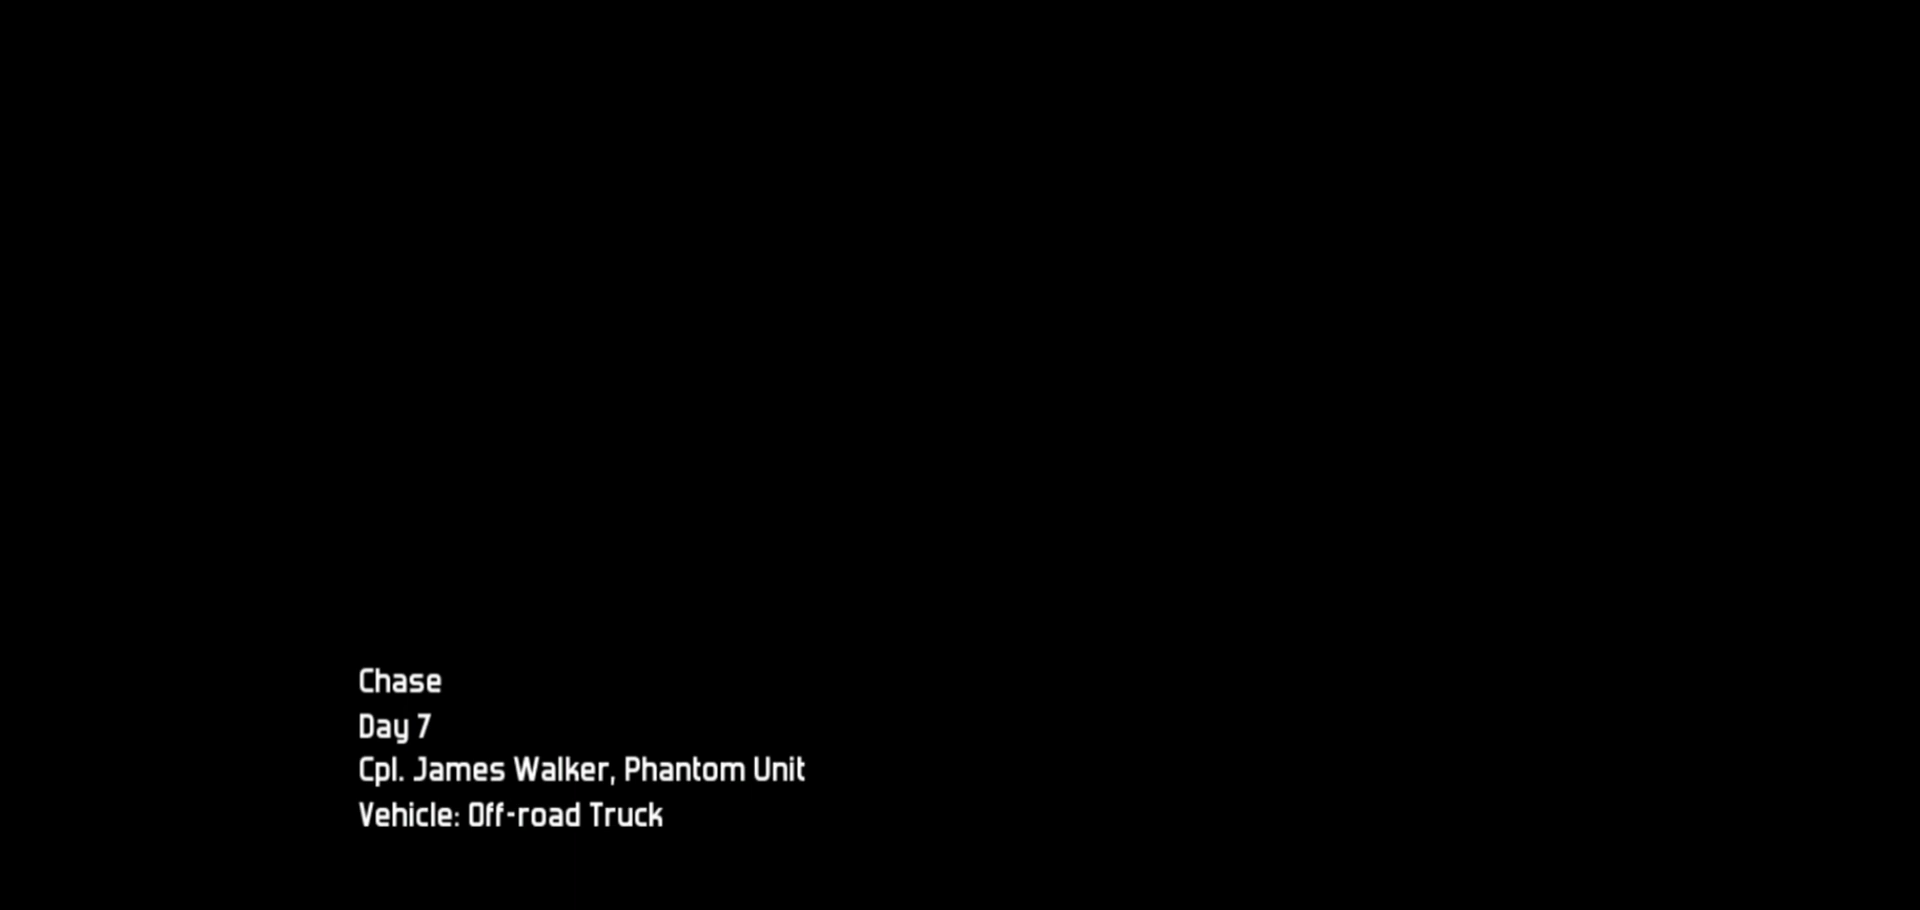 Chase
Day 7
Cpl. James Walker, Phantom Unit
Vehicle: Off-road Truck